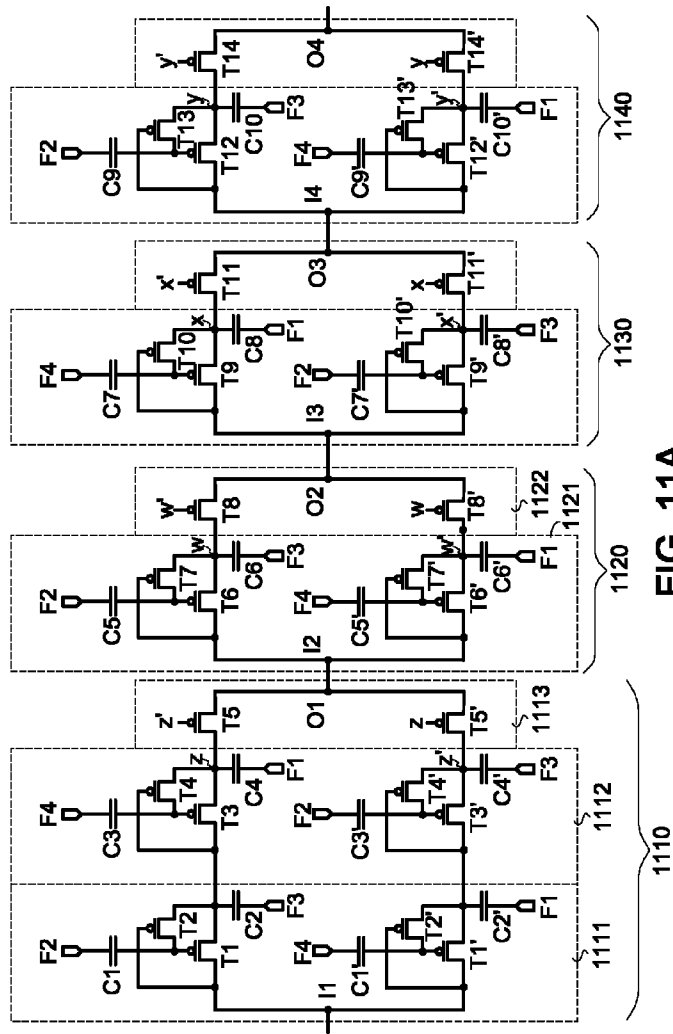 F2
C1
T2
T1
C2
F3
F4
C3
T4
T3
z
C4
F1
z'
T5
I1
O1
F4
C1'
T2'
T1'
C2'
F1
F2
C3'
T4'
T3'
z'
C4'
F3
z
T5'
1111
1112
1113
1110
F2
C5
T7
T6
w
C6
F3
w'
T8
I2
O2
F4
C5'
T7'
T6'
w'
C6'
F1
w
T8'
1122
1121
1120
F4
C7
T10
T9
x
C8
F1
x'
T11
I3
O3
F2
C7'
T10'
T9'
x'
C8'
F3
x
T11'
1130
F2
C9
T13
T12
y
C10
F3
y'
T14
I4
O4
F4
C9'
T13'
T12'
y'
C10'
F1
y
T14'
1140
FIG. 11A